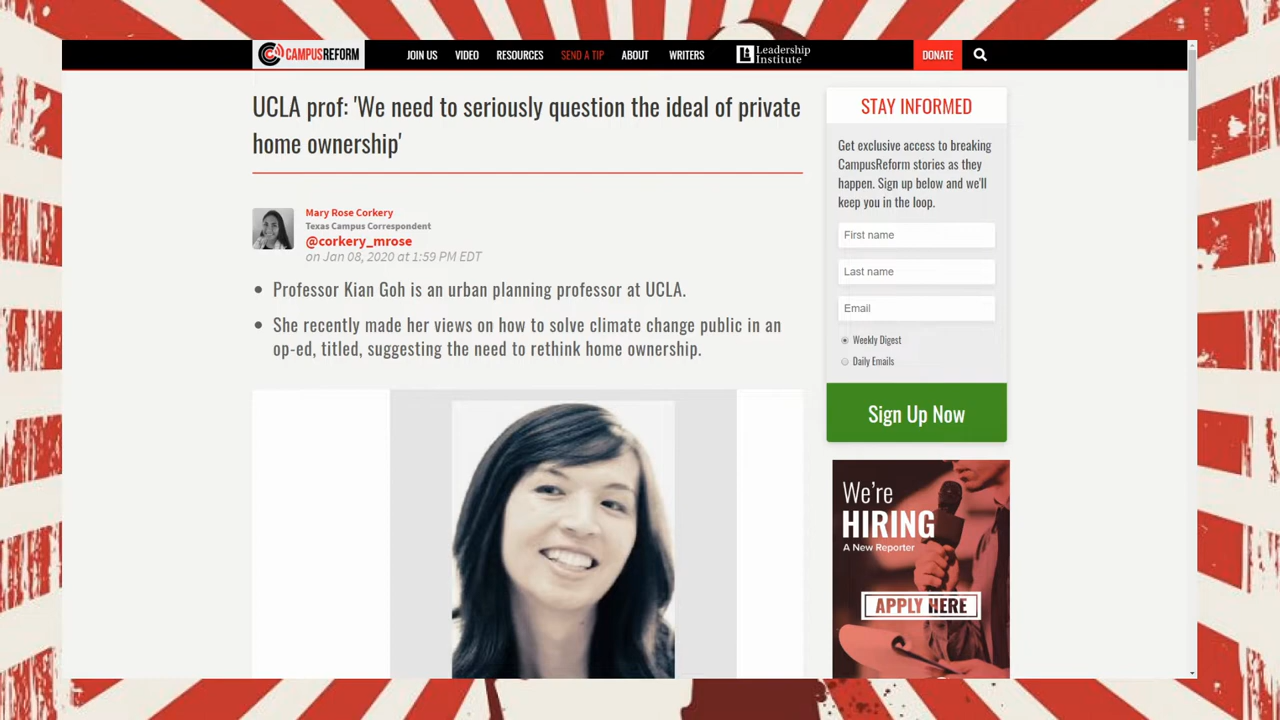 CAMPUSREFORM
JOIN US
VIDEO
RESOURCES
SEND A TIP
ABOUT
WRITERS
Leadership
Institute
DONATE
UCLA prof: 'We need to seriously question the ideal of private
home ownership'
Mary Rose Corkery
Texas Campus Correspondent
@corkery_mrose
on Jan 08, 2020 at 1:59 PM EDT
• Professor Kian Goh is an urban planning professor at UCLA.
• She recently made her views on how to solve climate change public in an
op-ed, titled, suggesting the need to rethink home ownership.
STAY INFORMED
Get exclusive access to breaking
CampusReform stories as they
happen. Sign up below and we'll
keep you in the loop.
First name
Last name
Email
Weekly Digest
Daily Emails
Sign Up Now
We're
HIRING
A New Reporter
APPLY HERE